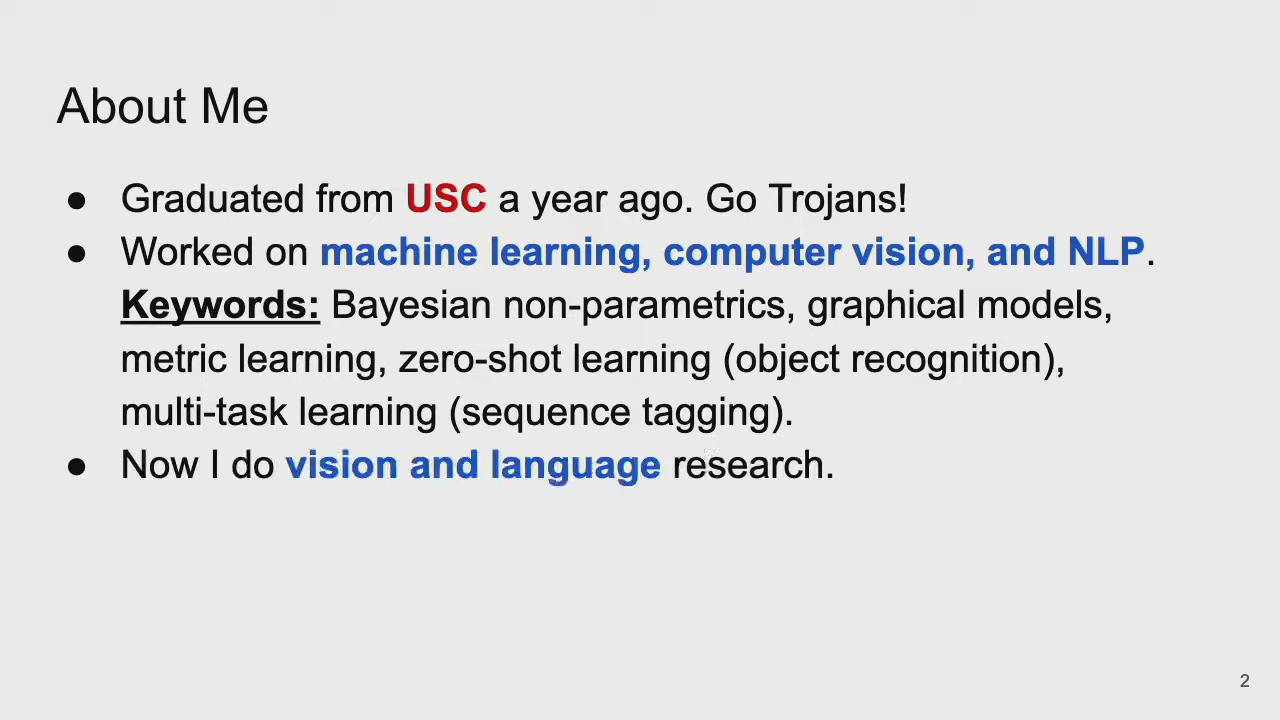 About Me
● Graduated from USC a year ago. Go Trojans!
● Worked on machine learning, computer vision, and NLP.
Keywords: Bayesian non-parametrics, graphical models,
metric learning, zero-shot learning (object recognition),
multi-task learning (sequence tagging).
● Now I do vision and language research.
2